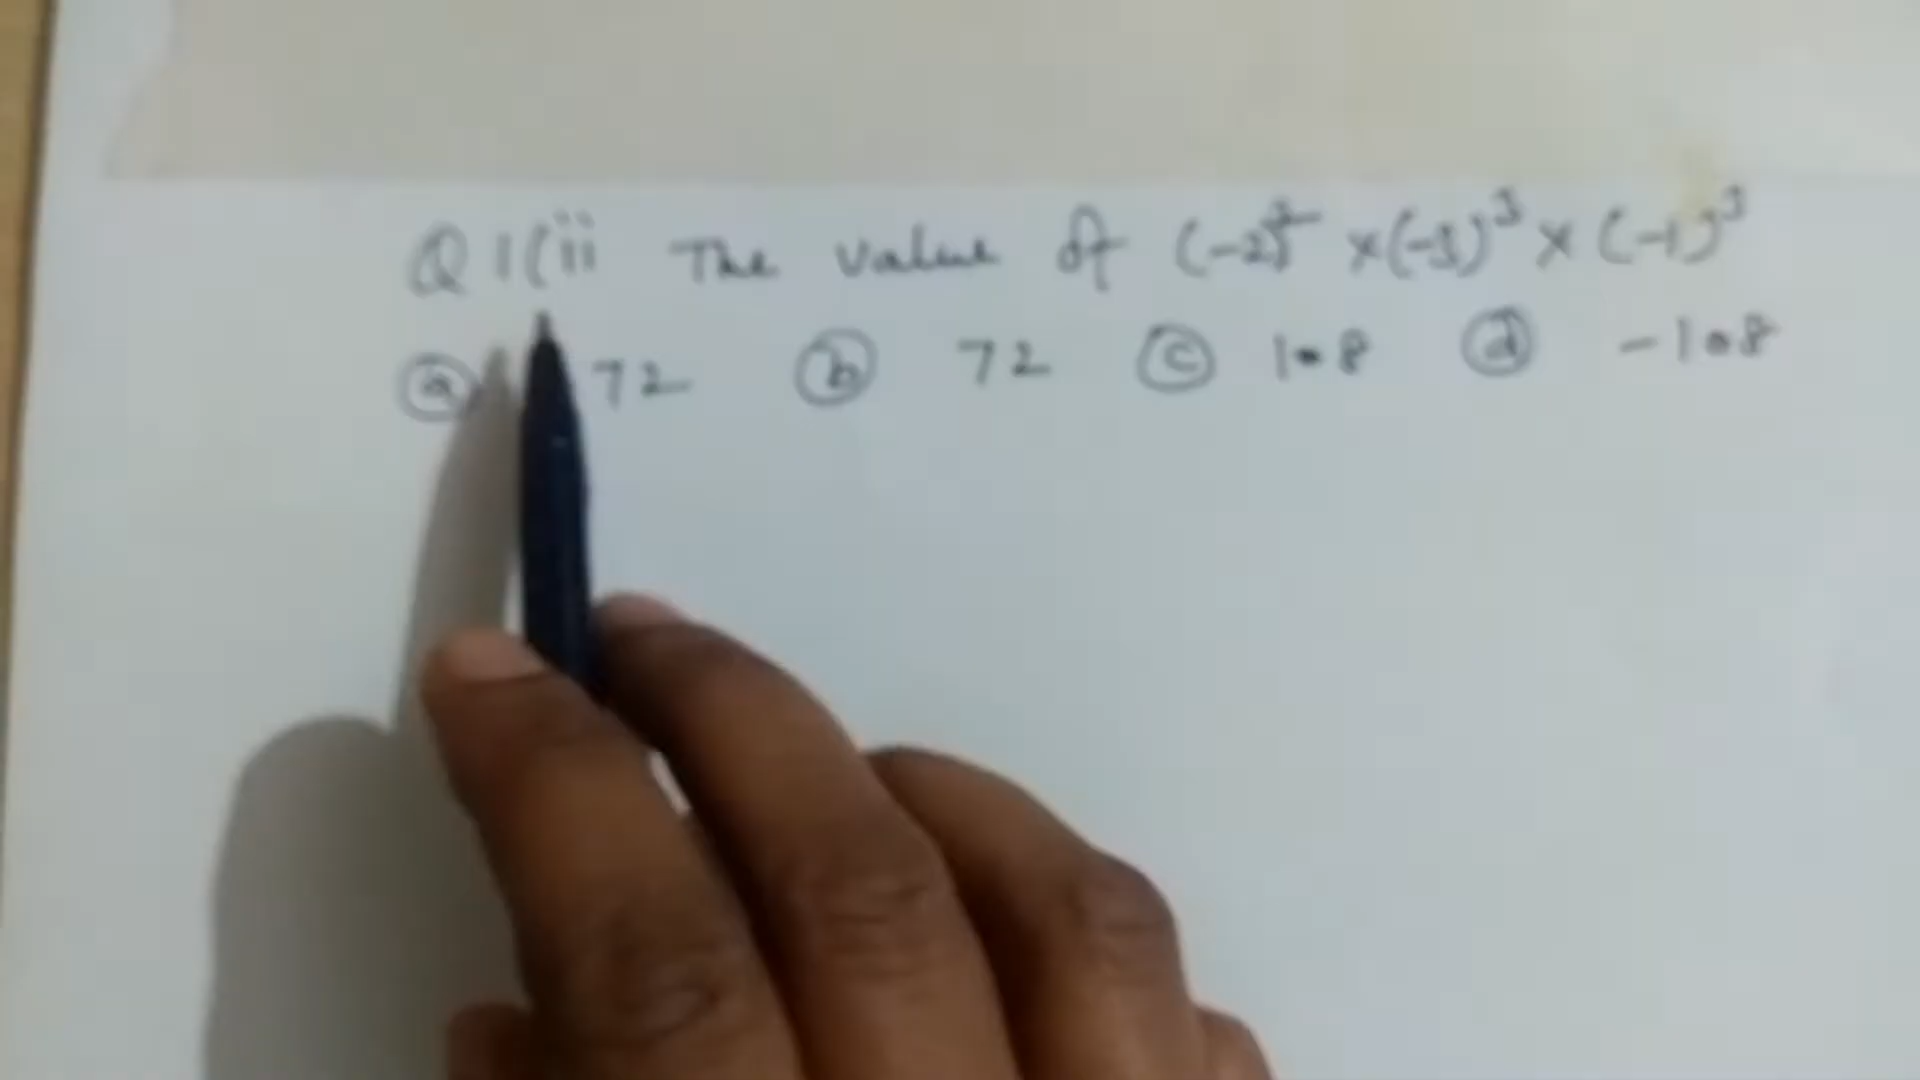 Q 1(ii The value of (-2)² ×(-3)³ × (-1)³
ⓐ 72 ⓑ 72 ⓒ 108 ⓓ -108